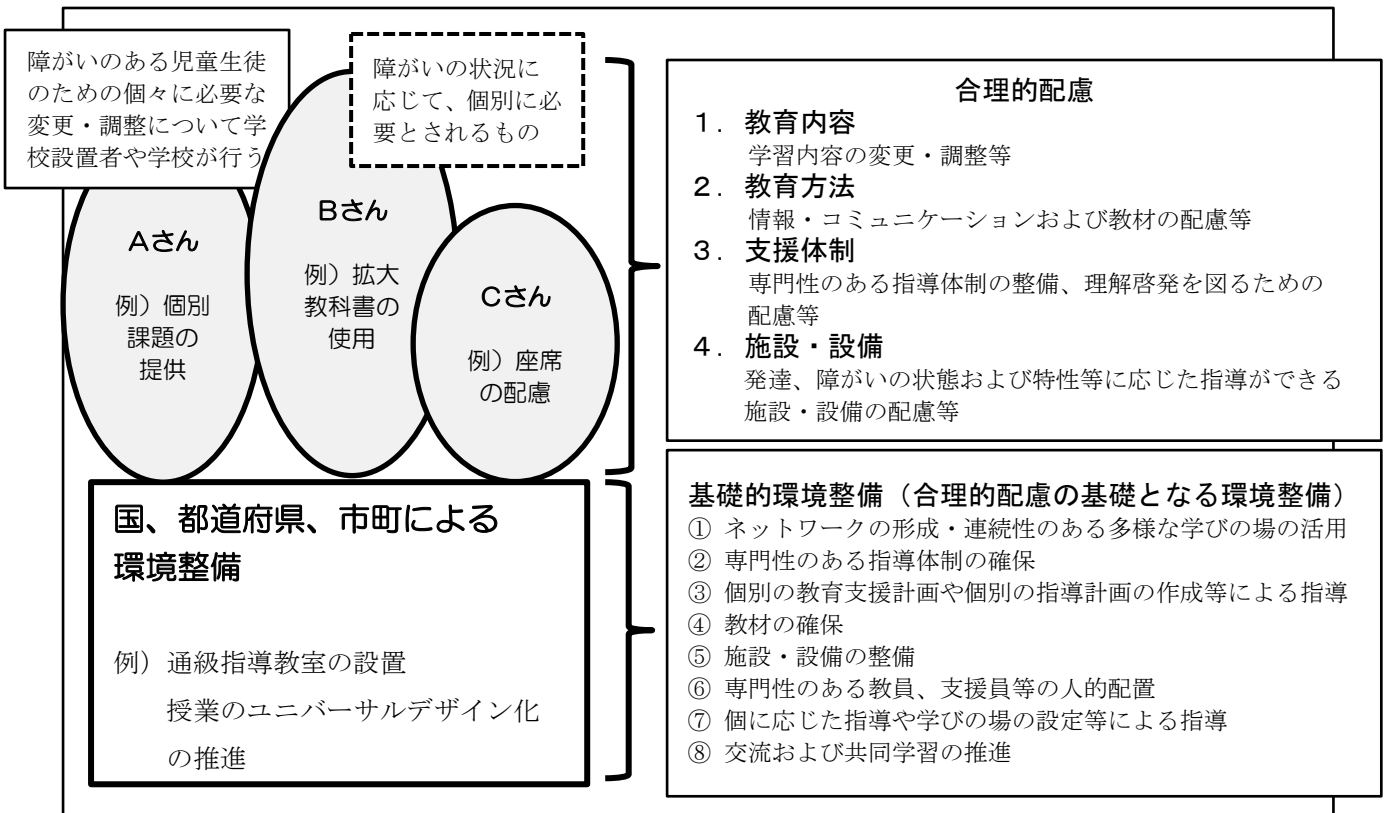 障がいのある児童生徒
のための個々に必要な
変更・調整について学
校設置者や学校が行う
障がいの状況に
応じて、個別に必
要とされるもの
Aさん
例）個別
課題の
提供
Bさん
例）拡大
教科書の
使用
Cさん
例）座席
の配慮
合理的配慮
１．教育内容
学習内容の変更・調整等
２．教育方法
情報・コミュニケーションおよび教材の配慮等
３．支援体制
専門性のある指導体制の整備、理解啓発を図るための
配慮等
４．施設・設備
発達、障がいの状態および特性等に応じた指導ができる
施設・設備の配慮等
国、都道府県、市町による
環境整備
例）通級指導教室の設置
授業のユニバーサルデザイン化
の推進
基礎的環境整備（合理的配慮の基礎となる環境整備）
① ネットワークの形成・連続性のある多様な学びの場の活用
② 専門性のある指導体制の確保
③ 個別の教育支援計画や個別の指導計画の作成等による指導
④ 教材の確保
⑤ 施設・設備の整備
⑥ 専門性のある教員、支援員等の人的配置
⑦ 個に応じた指導や学びの場の設定等による指導
⑧ 交流および共同学習の推進